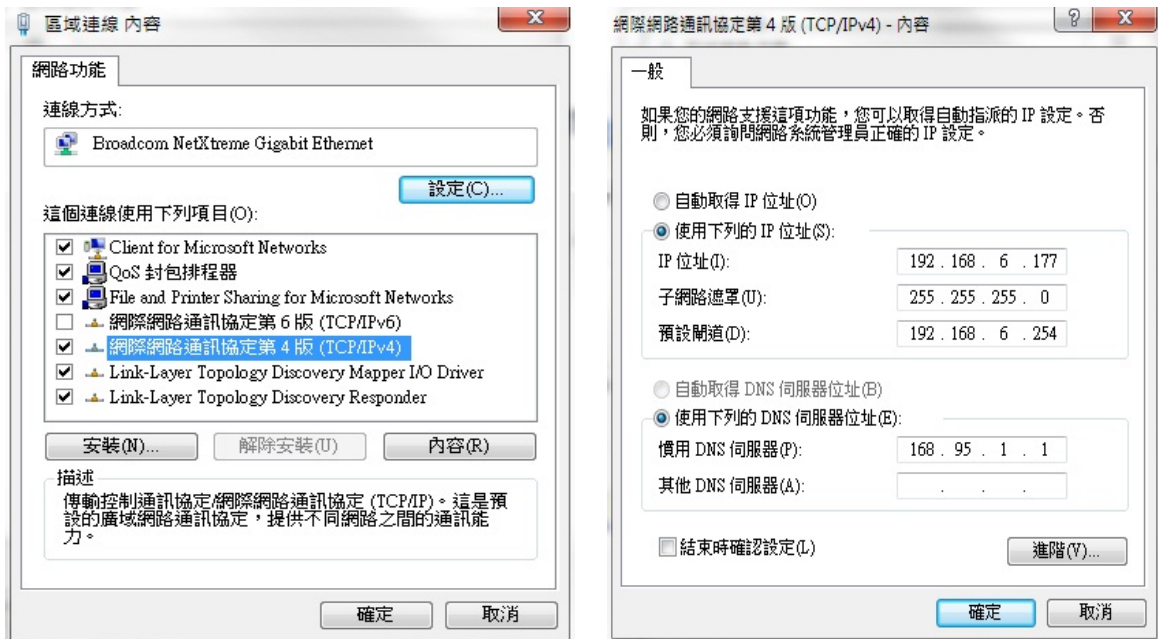 區域連線 內容
網路功能
連線方式:
Broadcom NetXtreme Gigabit Ethernet
設定(C)...
這個連線使用下列項目(O):
Client for Microsoft Networks
QoS 封包排程器
File and Printer Sharing for Microsoft Networks
網際網路通訊協定第 6 版 (TCP/IPv6)
網際網路通訊協定第 4 版 (TCP/IPv4)
Link-Layer Topology Discovery Mapper I/O Driver
Link-Layer Topology Discovery Responder
安裝(N)...
解除安裝(U)
內容(R)
描述
傳輸控制通訊協定/網際網路通訊協定 (TCP/IP)。這是預
設的廣域網路通訊協定，提供不同網路之間的通訊能
力。
確定
取消
網際網路通訊協定第 4 版 (TCP/IPv4) - 內容
一般
如果您的網路支援這項功能，您可以取得自動指派的 IP 設定。否
則，您必須詢問網路系統管理員正確的 IP 設定。
自動取得 IP 位址(O)
使用下列的 IP 位址(S):
IP 位址(I): 192 . 168 . 6 . 177
子網路遮罩(U): 255 . 255 . 255 . 0
預設閘道(D): 192 . 168 . 6 . 254
自動取得 DNS 伺服器位址(B)
使用下列的 DNS 伺服器位址(E):
慣用 DNS 伺服器(P): 168 . 95 . 1 . 1
其他 DNS 伺服器(A): . . .
結束時確認設定(L)
進階(V)...
確定
取消